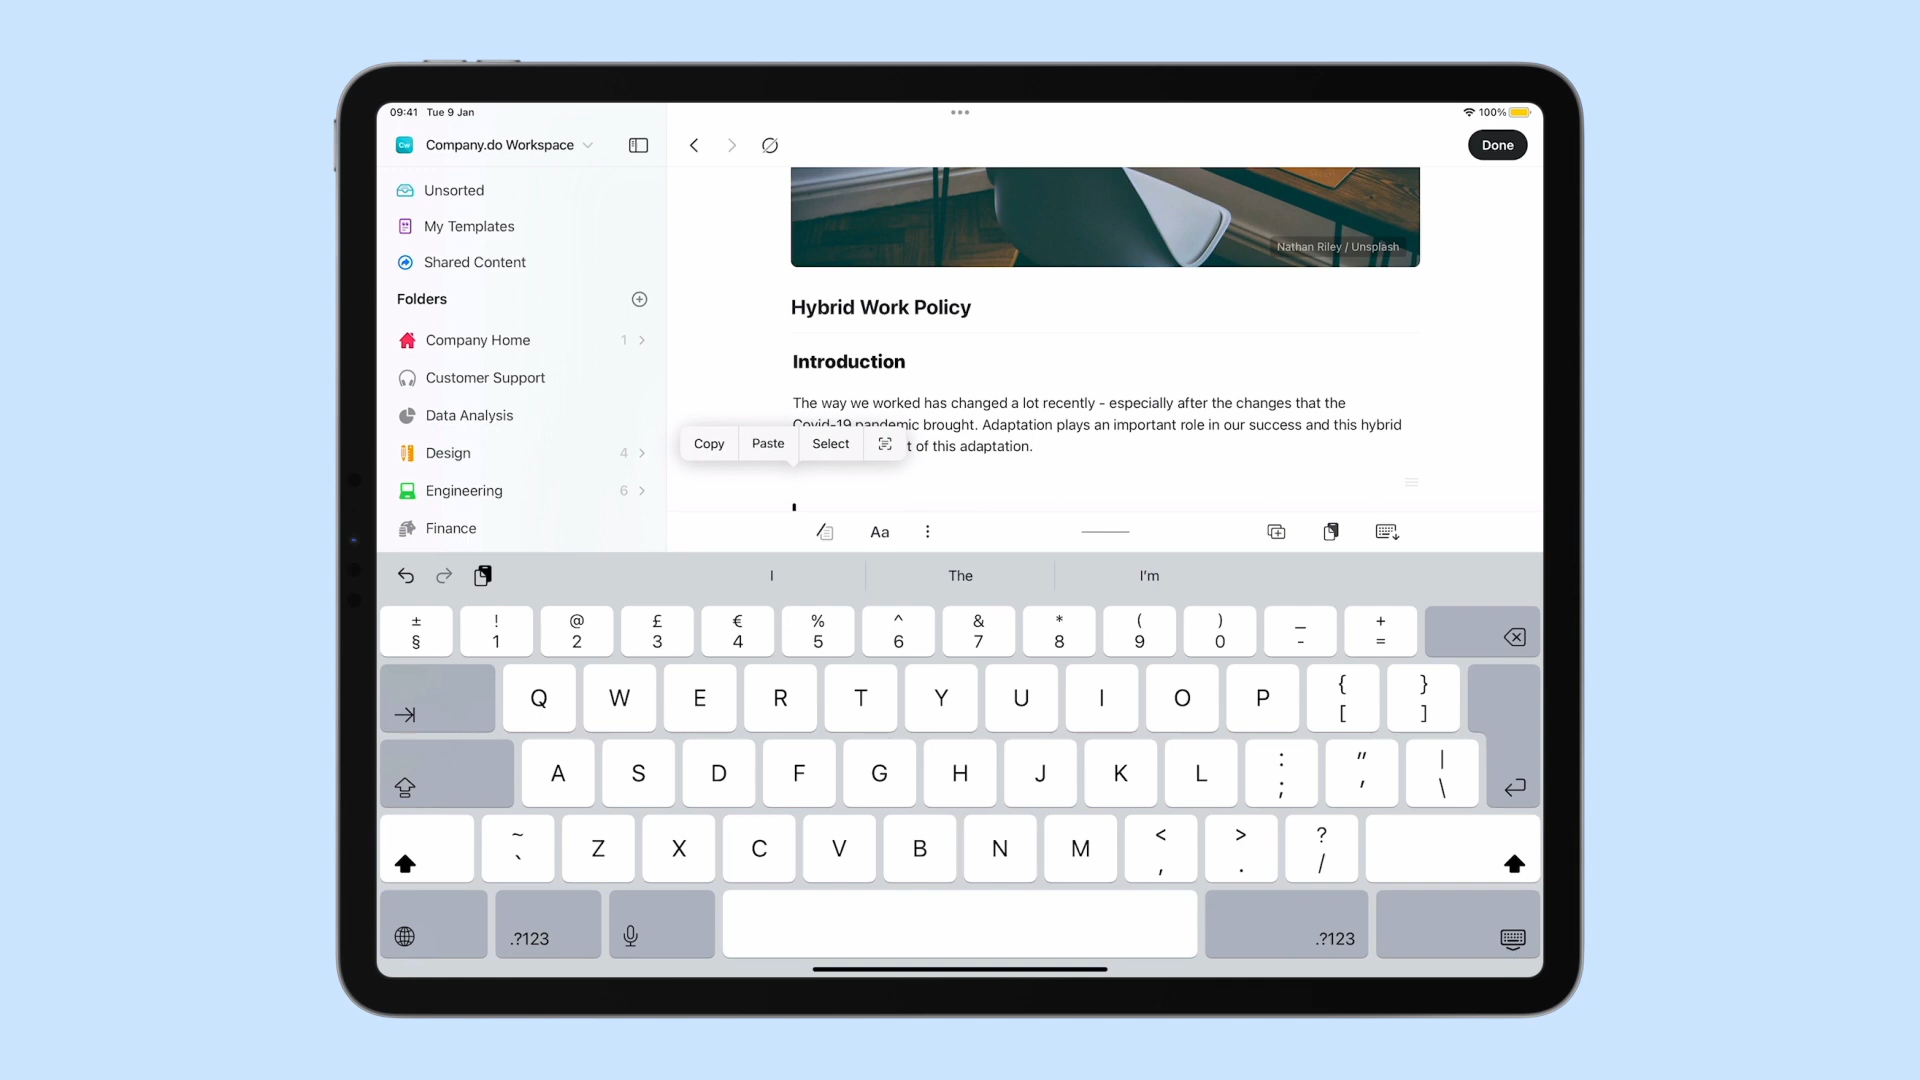 09:41 Tue 9 Jan
100%
Cw Company.do Workspace
Done
Unsorted
My Templates
Shared Content
Folders
Company Home 1
Customer Support
Data Analysis
Design 4
Engineering 6
Finance
Nathan Riley / Unsplash
Hybrid Work Policy
Introduction
The way we worked has changed a lot recently - especially after the changes that the
Covid-19 pandemic brought. Adaptation plays an important role in our success and this hybrid
t of this adaptation.
Copy Paste Select
Aa
I The I'm
± ! @ £ € % ^ & * ( ) _ +
§ 1 2 3 4 5 6 7 8 9 0 - =
Q W E R T Y U I O P { [ } ]
A S D F G H J K L : ; " ' | \
~ ` Z X C V B N M < , > . ? /
.?123 .?123